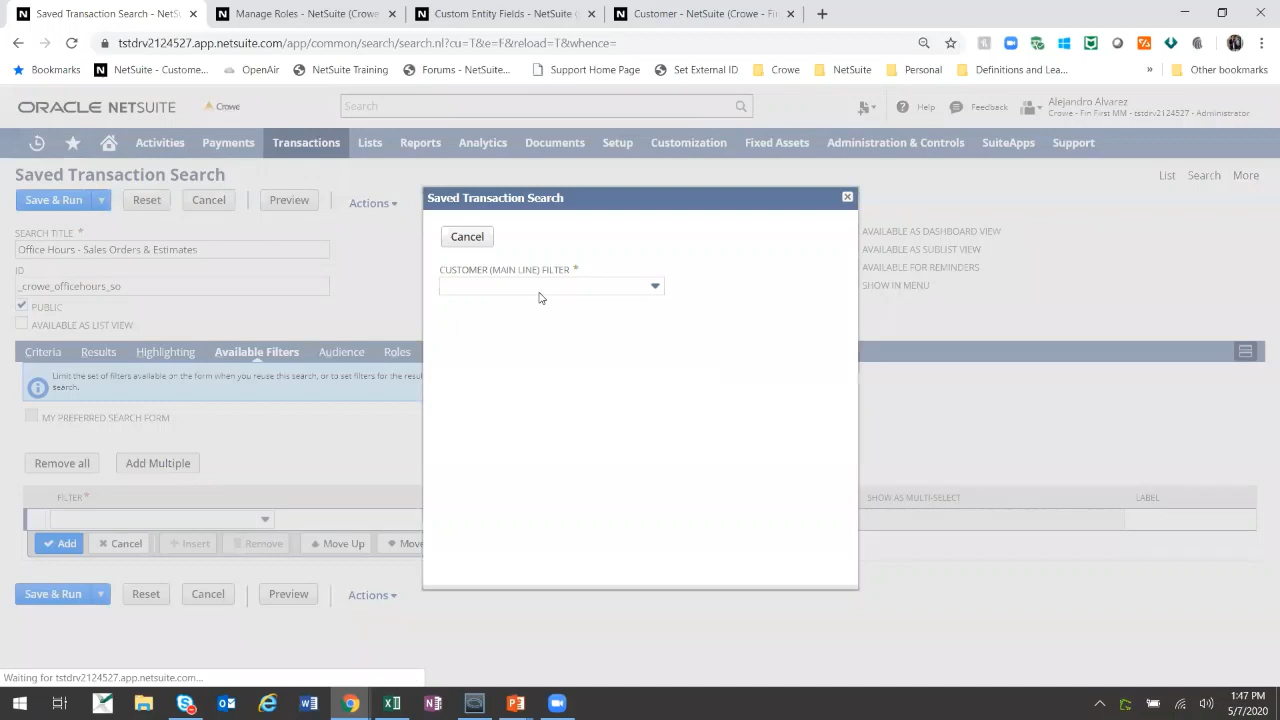 Saved Transaction Search - NetS
Manage Roles - NetSuite (Crowe
Custom Entity Fields - NetSuite (
Customer - NetSuite (Crowe - Fi
tstdrv2124527.app.netsuite.com/app/common/search/search.nl?cu=T&e=F&reload=T&whence=
Bookmarks
NetSuite - Custome...
OpenAir
NetSuite Training
Forums - NetSuite...
Support Home Page
Set External ID
Crowe
NetSuite
Personal
Definitions and Lea...
»
Other bookmarks
ORACLE NETSUITE
Crowe
Search
Help
Feedback
Alejandro Alvarez
Crowe - Fin First MM - tstdrv2124527 - Administrator
Activities
Payments
Transactions
Lists
Reports
Analytics
Documents
Setup
Customization
Fixed Assets
Administration & Controls
SuiteApps
Support
Saved Transaction Search
List
Search
More
Save & Run
Reset
Cancel
Preview
Actions
SEARCH TITLE *
Office Hours - Sales Orders & Estimates
ID
_crowe_officehours_so
PUBLIC
AVAILABLE AS LIST VIEW
AVAILABLE AS DASHBOARD VIEW
AVAILABLE AS SUBLIST VIEW
AVAILABLE FOR REMINDERS
SHOW IN MENU
Saved Transaction Search
Cancel
CUSTOMER (MAIN LINE) FILTER *
Criteria
Results
Highlighting
Available Filters
Audience
Roles
Limit the set of filters available on the form when you reuse this search, or to set filters for the resu
search.
MY PREFERRED SEARCH FORM
Remove all
Add Multiple
FILTER *
SHOW AS MULTI-SELECT
LABEL
Add
Cancel
Insert
Remove
Move Up
Move
Save & Run
Reset
Cancel
Preview
Actions
Waiting for tstdrv2124527.app.netsuite.com...
1:47 PM
5/7/2020